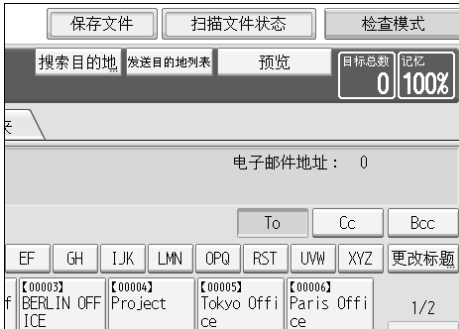 保存文件 扫描文件状态 检查模式
搜索目的地 发送目的地列表 预览 目标总数 记忆
0 100%
电子邮件地址： 0
To Cc Bcc
EF GH IJK LMN OPQ RST UVW XYZ 更改标题
【00003】 【00004】 【00005】 【00006】
f BERLIN OFF Project Tokyo Offi Paris Offi 1/2
ICE ce ce